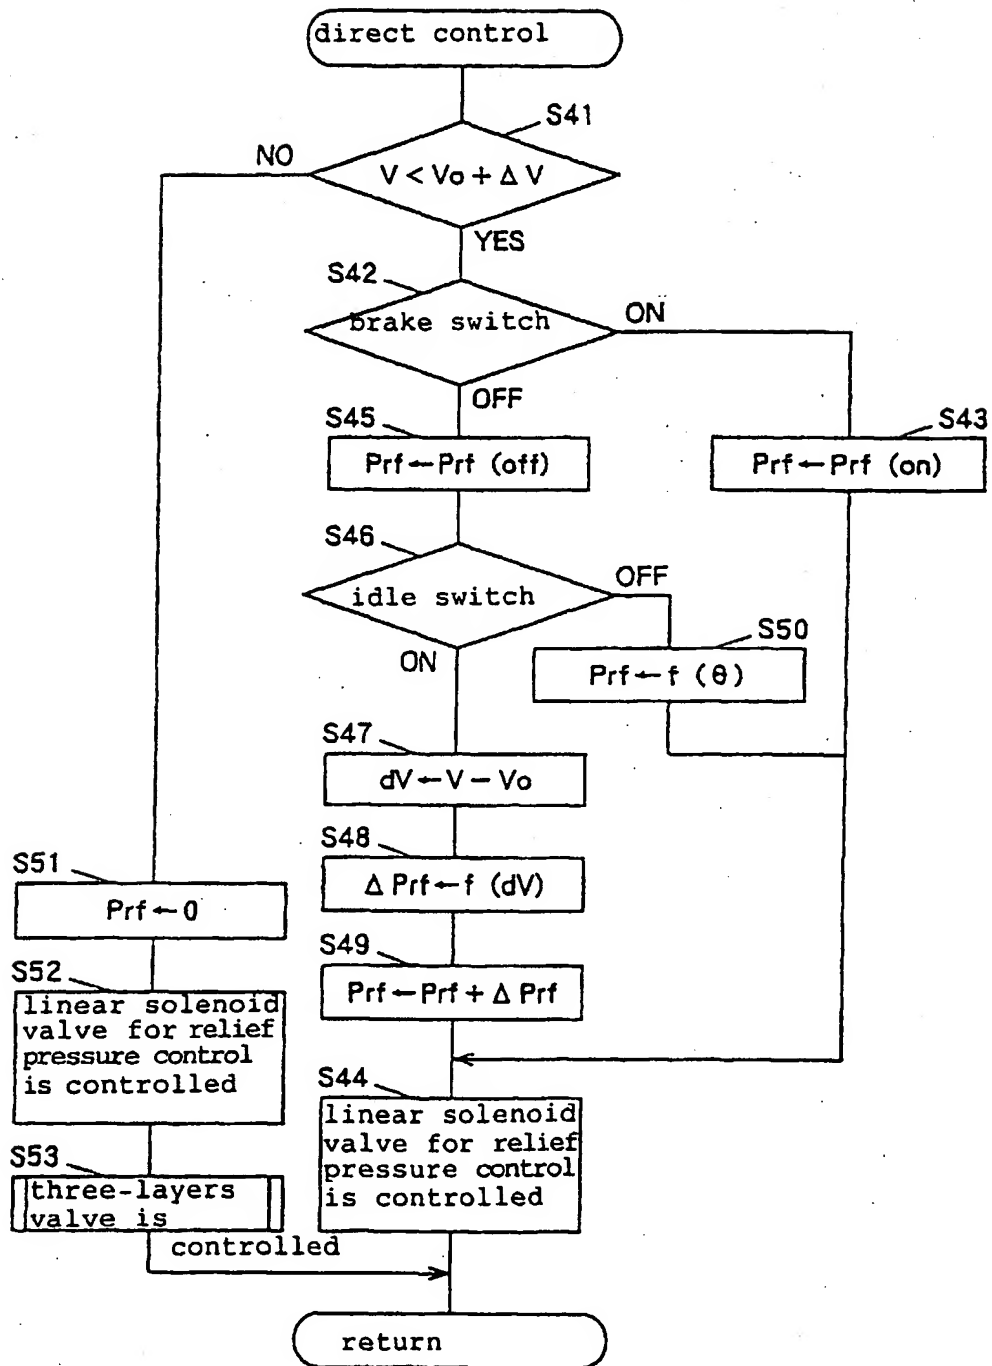 direct control
S41
NO
V < Vo + Δ V
YES
S42
brake switch
ON
OFF
S45
Prf ← Prf (off)
S43
Prf ← Prf (on)
S46
idle switch
OFF
ON
S50
Prf ← f (θ)
S47
dV ← V − Vo
S48
Δ Prf ← f (dV)
S51
Prf ← 0
S49
Prf ← Prf + Δ Prf
S52
linear solenoid
valve for relief
pressure control
is controlled
S44
linear solenoid
valve for relief
pressure control
is controlled
S53
three-layers
valve is
controlled
return